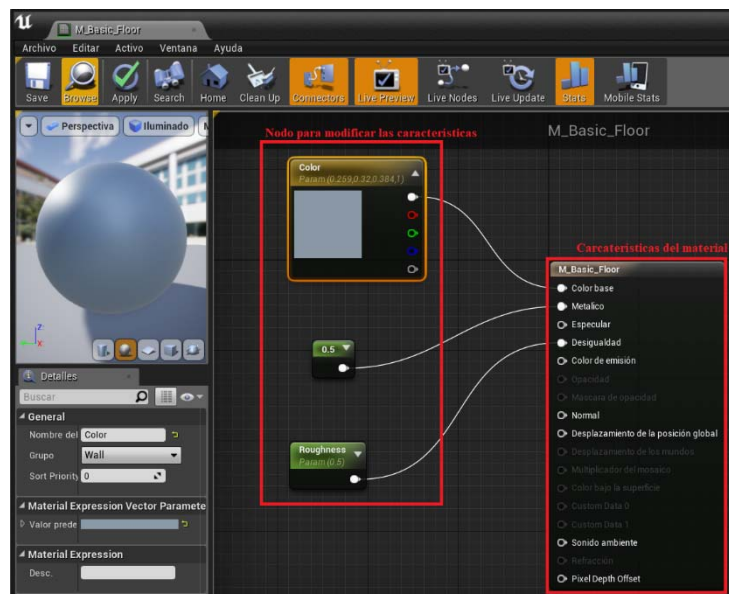 M_Basic_Floor
Archivo Editar Activo Ventana Ayuda
Save Browse Apply Search Home Clean Up Connectors Live Preview Live Nodes Live Update Stats Mobile Stats
Perspectiva Iluminado
Nodo para modificar las características
M_Basic_Floor
Color
Param (0.259,0.32,0.384,1)
Carcaterísticas del material
M_Basic_Floor
Color base
Metalico
Especular
Desigualdad
Color de emisión
Opacidad
Mascara de opacidad
Normal
Desplazamiento de la posición global
Desplazamiento de los mundos
Multiplicador del mosaico
Color bajo la superficie
Custom Data 0
Custom Data 1
Sonido ambiente
Refracción
Pixel Depth Offset
0.5
Roughness
Param (0.5)
Z
X
Detalles
Buscar
General
Nombre del Color
Grupo Wall
Sort Priority 0
Material Expression Vector Paramete
Valor prede
Material Expression
Desc.